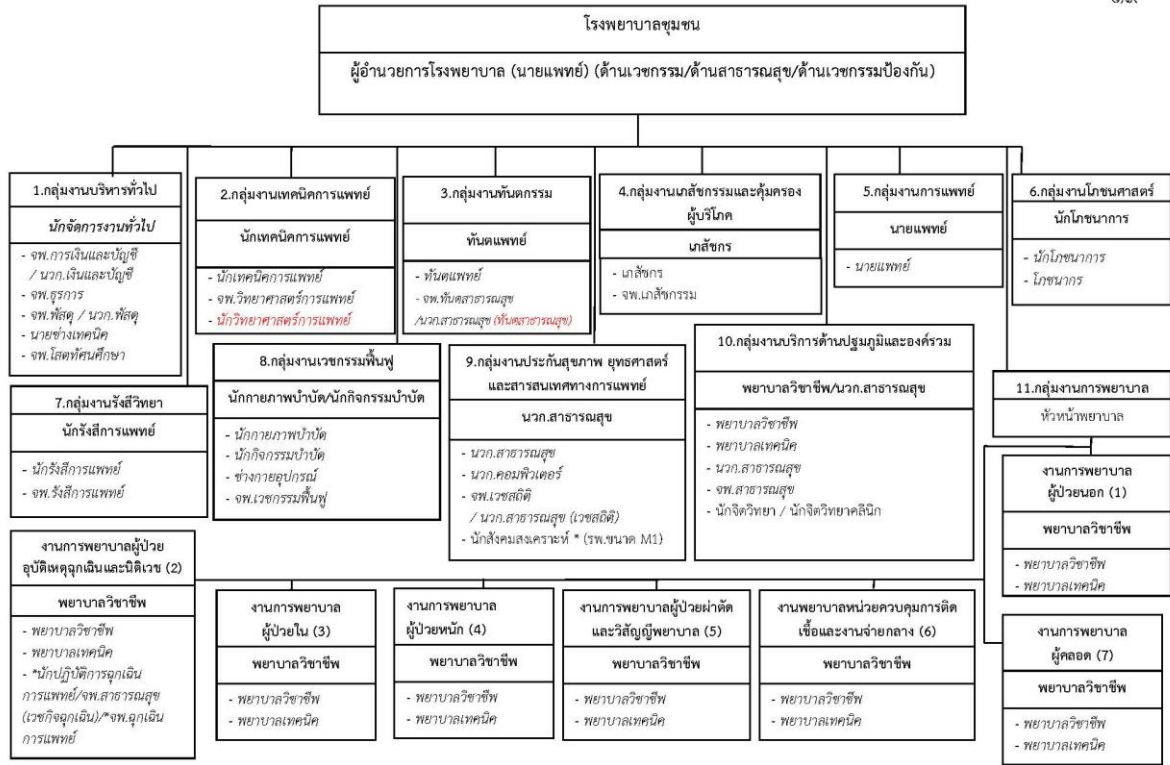 โรงพยาบาลชุมชน
ผู้อำนวยการโรงพยาบาล (นายแพทย์) (ด้านเวชกรรม/ด้านสาธารณสุข/ด้านเวชกรรมป้องกัน)
1.กลุ่มงานบริหารทั่วไป
นักจัดการงานทั่วไป
- จพ.การเงินและบัญชี
/ นวก.เงินและบัญชี
- จพ.ธุรการ
- จพ.พัสดุ / นวก.พัสดุ
- นายช่างเทคนิค
- จพ.โสตทัศนศึกษา
2.กลุ่มงานเทคนิคการแพทย์
นักเทคนิคการแพทย์
- นักเทคนิคการแพทย์
- จพ.วิทยาศาสตร์การแพทย์
- นักวิทยาศาสตร์การแพทย์
3.กลุ่มงานทันตกรรม
ทันตแพทย์
- ทันตแพทย์
- จพ.ทันตสาธารณสุข
/นวก.สาธารณสุข (ทันตสาธารณสุข)
4.กลุ่มงานเภสัชกรรมและคุ้มครอง
ผู้บริโภค
เภสัชกร
- เภสัชกร
- จพ.เภสัชกรรม
5.กลุ่มงานการแพทย์
นายแพทย์
- นายแพทย์
6.กลุ่มงานโภชนศาสตร์
นักโภชนาการ
- นักโภชนาการ
- โภชนากร
7.กลุ่มงานรังสีวิทยา
นักรังสีการแพทย์
- นักรังสีการแพทย์
- จพ.รังสีการแพทย์
8.กลุ่มงานเวชกรรมฟื้นฟู
นักกายภาพบำบัด/นักกิจกรรมบำบัด
- นักกายภาพบำบัด
- นักกิจกรรมบำบัด
- ช่างกายอุปกรณ์
- จพ.เวชกรรมฟื้นฟู
9.กลุ่มงานประกันสุขภาพ ยุทธศาสตร์
และสารสนเทศทางการแพทย์
นวก.สาธารณสุข
- นวก.สาธารณสุข
- นวก.คอมพิวเตอร์
- จพ.เวชสถิติ
/ นวก.สาธารณสุข (เวชสถิติ)
- นักสังคมสงเคราะห์ * (รพ.ขนาด M1)
10.กลุ่มงานบริการด้านปฐมภูมิและองค์รวม
พยาบาลวิชาชีพ/นวก.สาธารณสุข
- พยาบาลวิชาชีพ
- พยาบาลเทคนิค
- นวก.สาธารณสุข
- จพ.สาธารณสุข
- นักจิตวิทยา / นักจิตวิทยาคลินิก
11.กลุ่มงานการพยาบาล
หัวหน้าพยาบาล
งานการพยาบาล
ผู้ป่วยนอก (1)
พยาบาลวิชาชีพ
- พยาบาลวิชาชีพ
- พยาบาลเทคนิค
งานการพยาบาลผู้ป่วย
อุบัติเหตุฉุกเฉินและนิติเวช (2)
พยาบาลวิชาชีพ
- พยาบาลวิชาชีพ
- พยาบาลเทคนิค
- *นักปฏิบัติการฉุกเฉิน
การแพทย์/จพ.สาธารณสุข
(เวชกิจฉุกเฉิน)/*จพ.ฉุกเฉิน
การแพทย์
งานการพยาบาล
ผู้ป่วยใน (3)
พยาบาลวิชาชีพ
- พยาบาลวิชาชีพ
- พยาบาลเทคนิค
งานการพยาบาล
ผู้ป่วยหนัก (4)
พยาบาลวิชาชีพ
- พยาบาลวิชาชีพ
- พยาบาลเทคนิค
งานการพยาบาลผู้ป่วยผ่าตัด
และวิสัญญีพยาบาล (5)
พยาบาลวิชาชีพ
- พยาบาลวิชาชีพ
- พยาบาลเทคนิค
งานพยาบาลหน่วยควบคุมการติด
เชื้อและงานจ่ายกลาง (6)
พยาบาลวิชาชีพ
- พยาบาลวิชาชีพ
- พยาบาลเทคนิค
งานการพยาบาล
ผู้คลอด (7)
พยาบาลวิชาชีพ
- พยาบาลวิชาชีพ
- พยาบาลเทคนิค